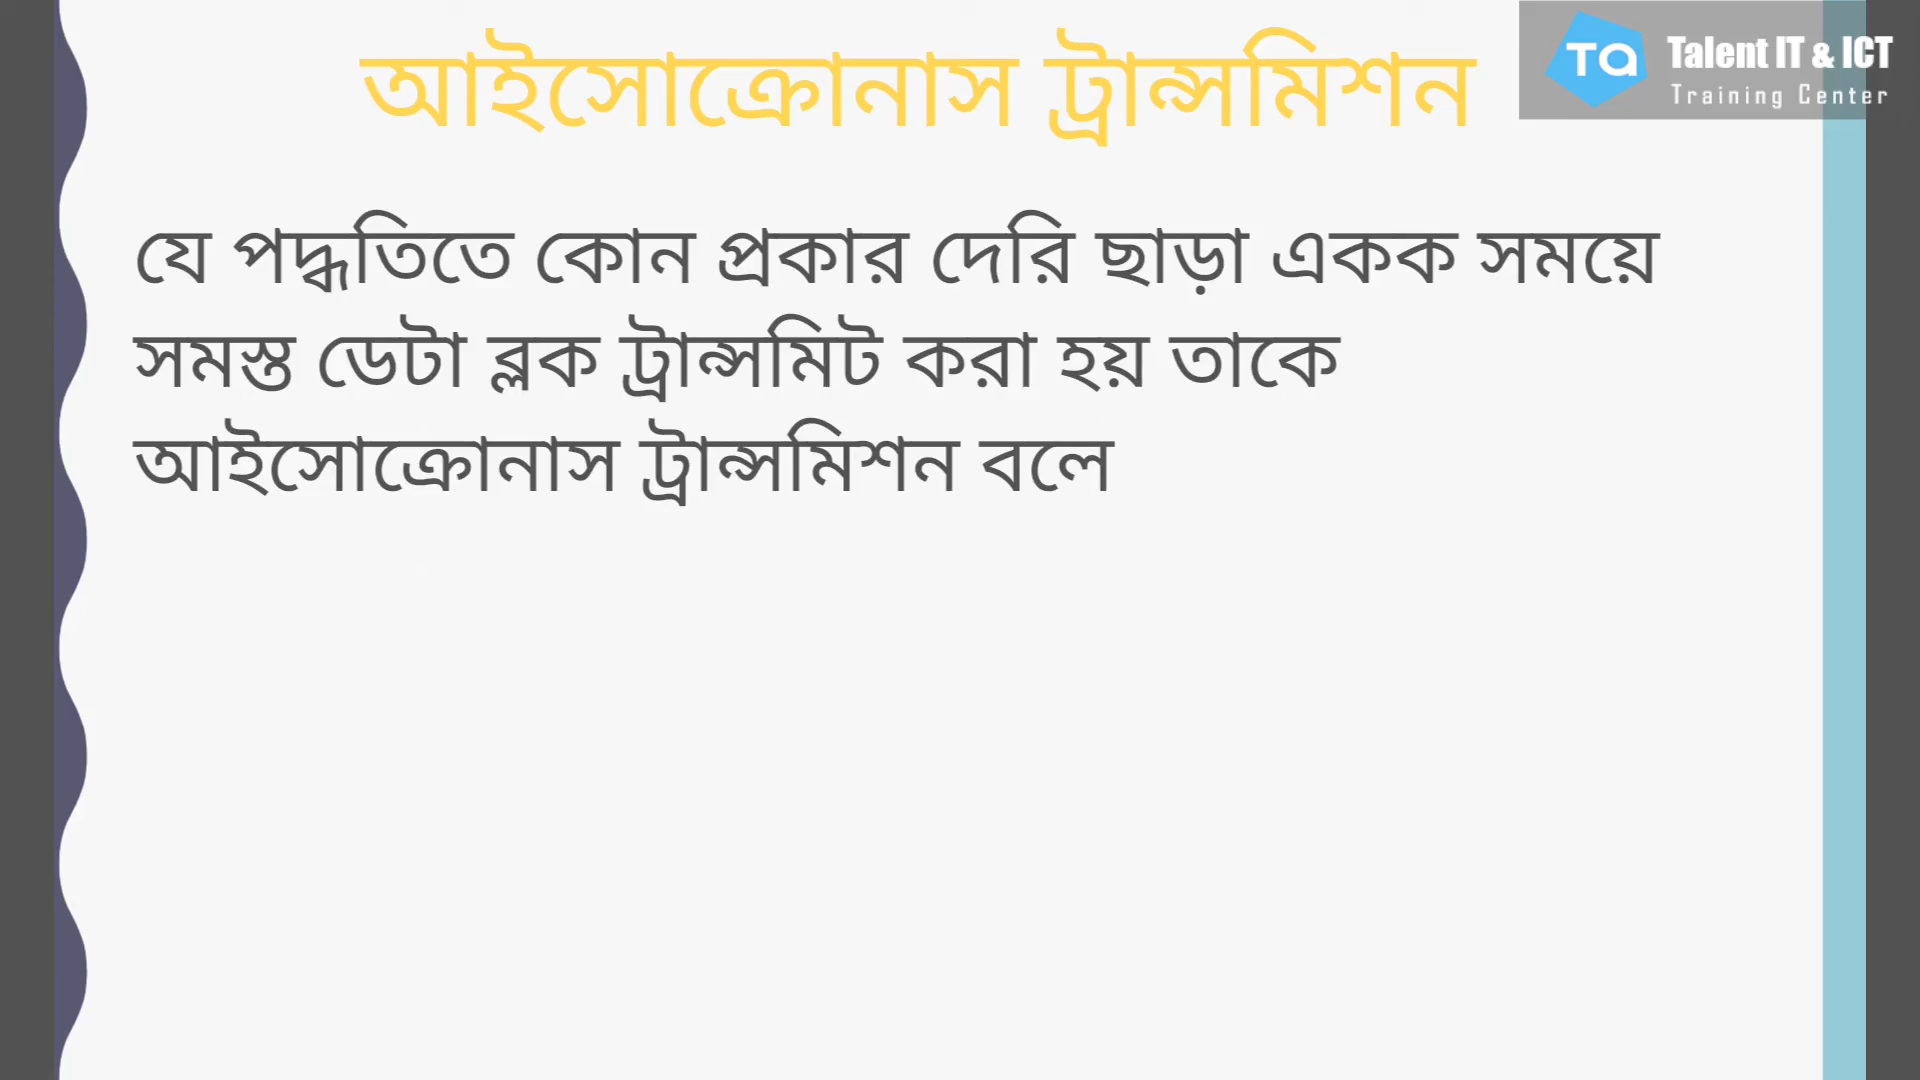 আইসোক্রোনাস ট্রান্সমিশন
Talent IT & ICT
Training Center
যে পদ্ধতিতে কোন প্রকার দেরি ছাড়া একক সময়ে
সমস্ত ডেটা ব্লক ট্রান্সমিট করা হয় তাকে
আইসোক্রোনাস ট্রান্সমিশন বলে